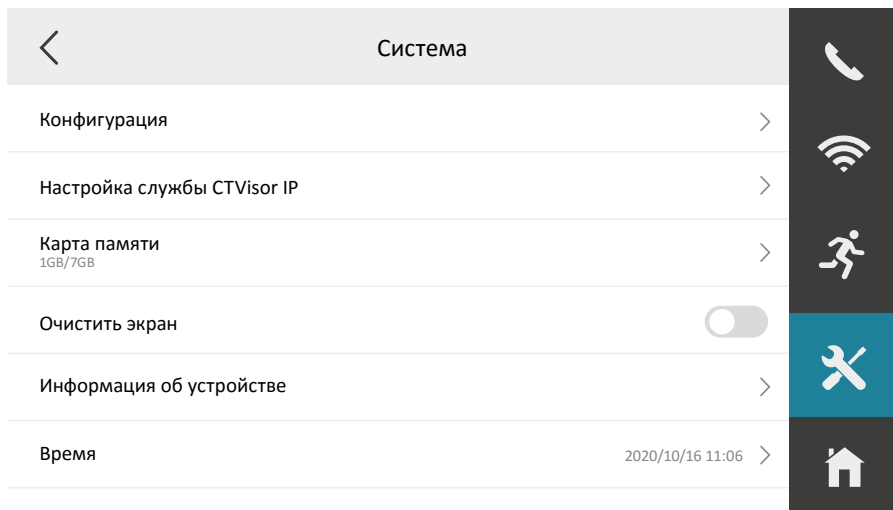 Система
Конфигурация
Настройка службы CTVisor IP
Карта памяти
1GB/7GB
Очистить экран
Информация об устройстве
Время
2020/10/16 11:06